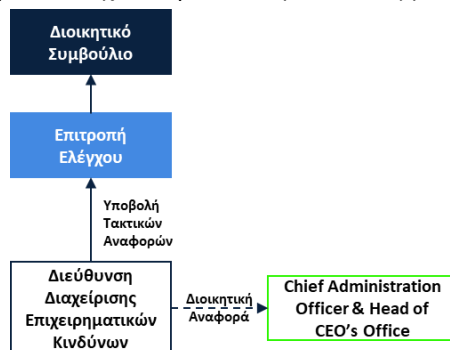 Διοικητικό
Συμβούλιο
Επιτροπή
Ελέγχου
Υποβολή
Τακτικών
Αναφορών
Διεύθυνση
Διαχείρισης
Επιχειρηματικών
Κινδύνων
Διοικητική
Αναφορά
Chief Administration
Officer & Head of
CEO’s Office